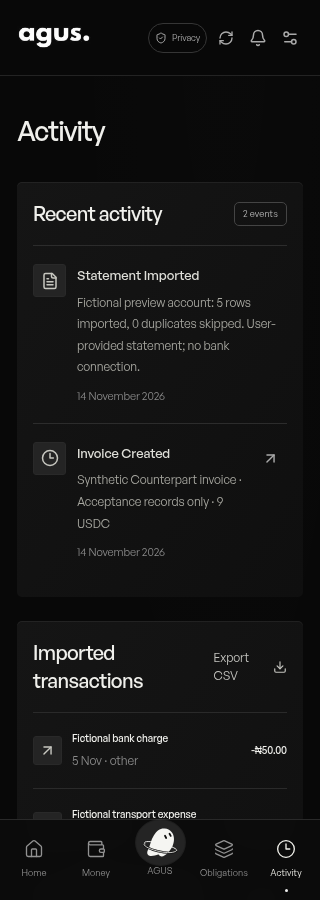 agus.
Privacy
Activity
Recent activity
2 events
Statement Imported
Fictional preview account: 5 rows
imported, 0 duplicates skipped. User-
provided statement; no bank
connection.
14 November 2026
Invoice Created
Synthetic Counterpart invoice ·
Acceptance records only · 9
USDC
14 November 2026
Imported
transactions
Export
CSV
Fictional bank charge
5 Nov · other
-₦50.00
Fictional transport expense
Home
Money
AGUS
Obligations
Activity